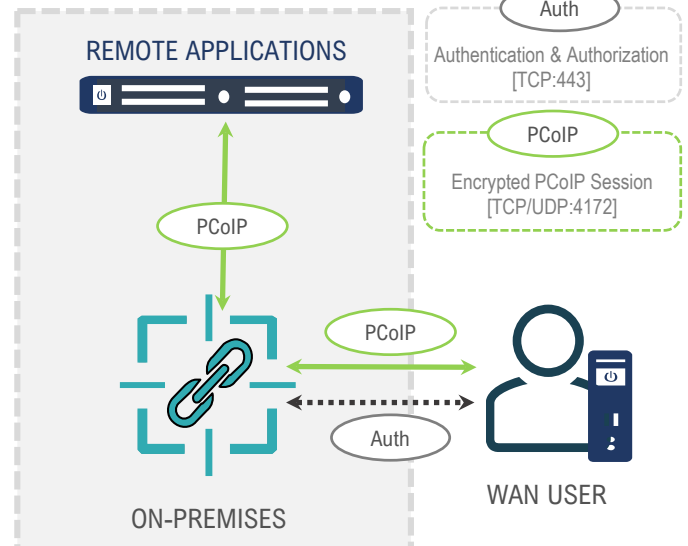 REMOTE APPLICATIONS
Auth
Authentication & Authorization
[TCP:443]
PCoIP
Encrypted PCoIP Session
[TCP/UDP:4172]
PCoIP
PCoIP
Auth
ON-PREMISES
WAN USER